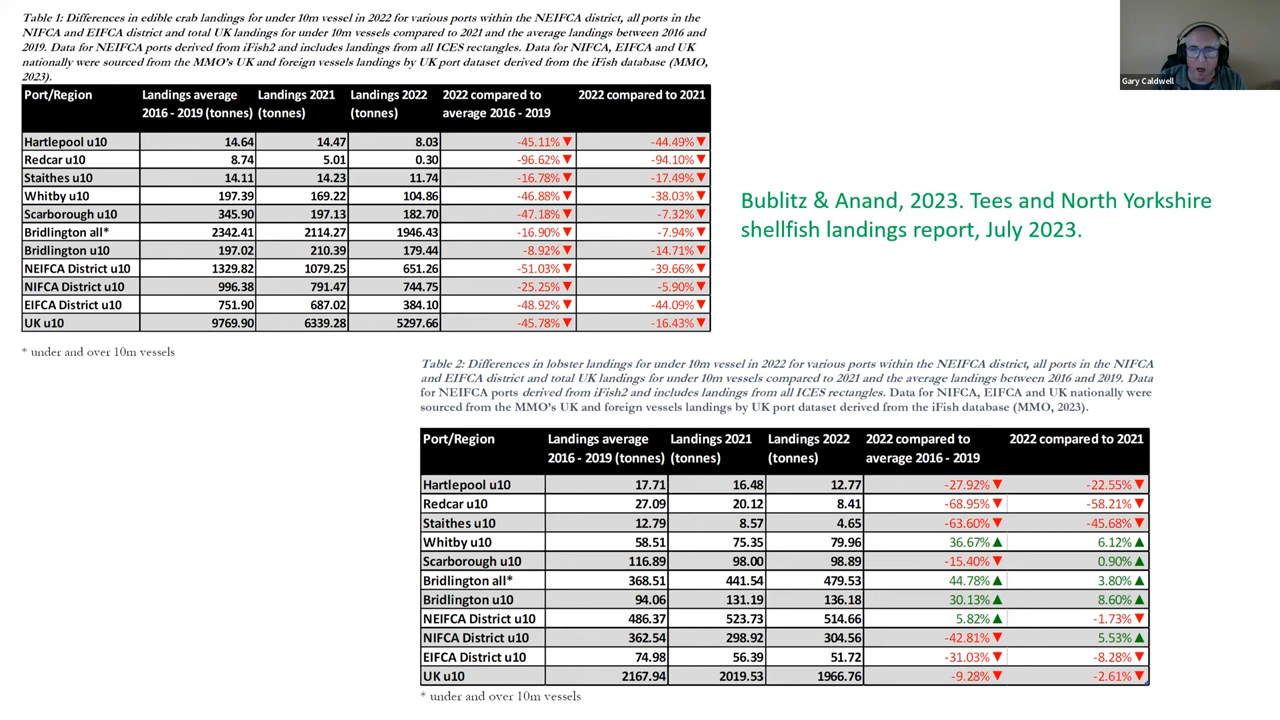 Table 1: Differences in edible crab landings for under 10m vessel in 2022 for various ports within the NEIFCA district, all ports in the
NIFCA and EIFCA district and total UK landings for under 10m vessels compared to 2021 and the average landings between 2016 and
2019. Data for NEIFCA ports derived from iFish2 and includes landings from all ICES rectangles. Data for NIFCA, EIFCA and UK
nationally were sourced from the MMO's UK and foreign vessels landings by UK port dataset derived from the iFish database (MMO,
2023).
Gary Caldwell
Port/Region Landings average Landings 2021 Landings 2022 2022 compared to 2022 compared to 2021
2016 - 2019 (tonnes) (tonnes) (tonnes) average 2016 - 2019
Hartlepool u10 14.64 14.47 8.03 -45.11% ▼ -44.49% ▼
Redcar u10 8.74 5.01 0.30 -96.62% ▼ -94.10% ▼
Staithes u10 14.11 14.23 11.74 -16.78% ▼ -17.49% ▼
Whitby u10 197.39 169.22 104.86 -46.88% ▼ -38.03% ▼
Scarborough u10 345.90 197.13 182.70 -47.18% ▼ -7.32% ▼
Bridlington all* 2342.41 2114.27 1946.43 -16.90% ▼ -7.94% ▼
Bridlington u10 197.02 210.39 179.44 -8.92% ▼ -14.71% ▼
NEIFCA District u10 1329.82 1079.25 651.26 -51.03% ▼ -39.66% ▼
NIFCA District u10 996.38 791.47 744.75 -25.25% ▼ -5.90% ▼
EIFCA District u10 751.90 687.02 384.10 -48.92% ▼ -44.09% ▼
UK u10 9769.90 6339.28 5297.66 -45.78% ▼ -16.43% ▼
* under and over 10m vessels
Bublitz & Anand, 2023. Tees and North Yorkshire
shellfish landings report, July 2023.
Table 2: Differences in lobster landings for under 10m vessel in 2022 for various ports within the NEIFCA district, all ports in the NIFCA
and EIFCA district and total UK landings for under 10m vessels compared to 2021 and the average landings between 2016 and 2019. Data
for NEIFCA ports derived from iFish2 and includes landings from all ICES rectangles. Data for NIFCA, EIFCA and UK nationally were
sourced from the MMO's UK and foreign vessels landings by UK port dataset derived from the iFish database (MMO, 2023).
Port/Region Landings average Landings 2021 Landings 2022 2022 compared to 2022 compared to 2021
2016 - 2019 (tonnes) (tonnes) (tonnes) average 2016 - 2019
Hartlepool u10 17.71 16.48 12.77 -27.92% ▼ -22.55% ▼
Redcar u10 27.09 20.12 8.41 -68.95% ▼ -58.21% ▼
Staithes u10 12.79 8.57 4.65 -63.60% ▼ -45.68% ▼
Whitby u10 58.51 75.35 79.96 36.67% ▲ 6.12% ▲
Scarborough u10 116.89 98.00 98.89 -15.40% ▼ 0.90% ▲
Bridlington all* 368.51 441.54 479.53 44.78% ▲ 3.80% ▲
Bridlington u10 94.06 131.19 136.18 30.13% ▲ 8.60% ▲
NEIFCA District u10 486.37 523.73 514.66 5.82% ▲ -1.73% ▼
NIFCA District u10 362.54 298.92 304.56 -42.81% ▼ 5.53% ▲
EIFCA District u10 74.98 56.39 51.72 -31.03% ▼ -8.28% ▼
UK u10 2167.94 2019.53 1966.76 -9.28% ▼ -2.61% ▼
* under and over 10m vessels